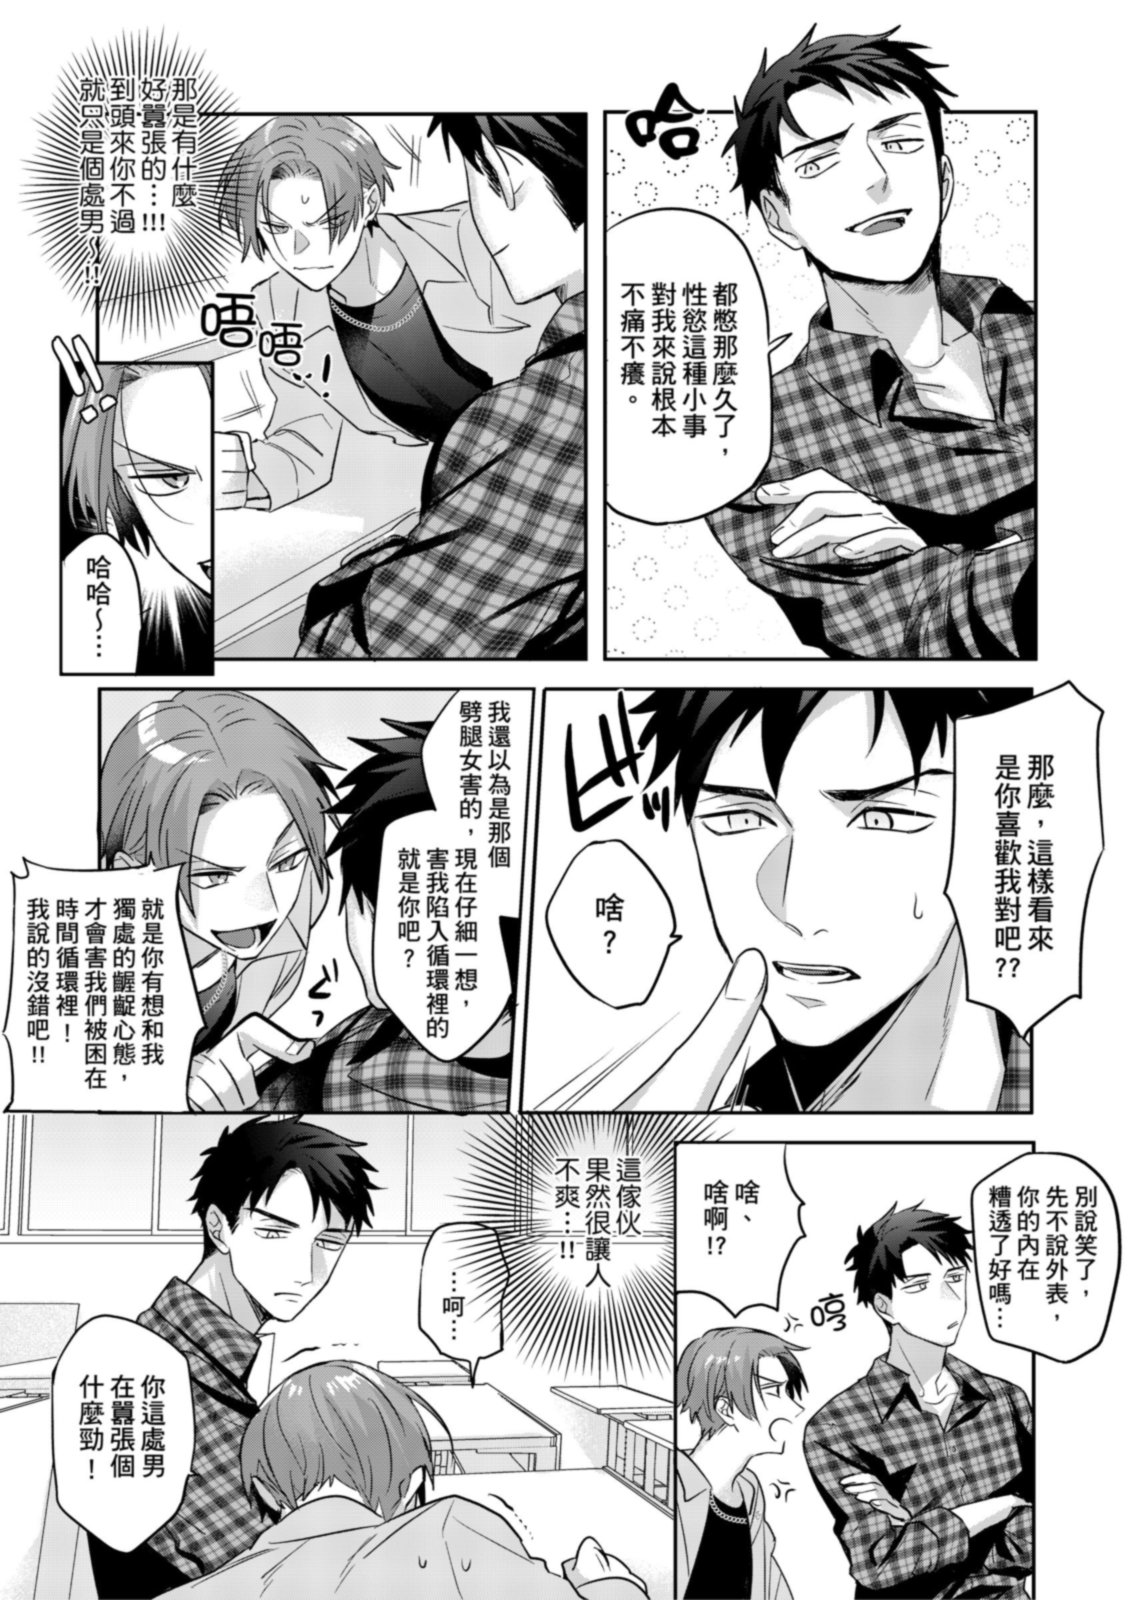 哈
都憋那麼久了，
性慾這種小事
對我來說根本
不痛不癢。
那是有什麼
好囂張的…!!!
到頭來你不過
就只是個處男～!!
唔唔…!
哈
哈～…
那麼，這樣看來
是你喜歡我對吧??
ビッ
啥？
我還以為是那個
劈腿女害的，現在仔細一想，
害我陷入循環裡的
就是你吧？
就是你有想和我
獨處的齷齪心態，
才會害我們被困在
時間循環裡！
我說的沒錯吧!!
別說笑了，
先不說外表，
你的內在
糟透了好嗎…
哼
啥、
啥啊!?
這傢伙
果然很讓人
不爽…!!
…呵…
你這處男
在囂張個
什麼勁！